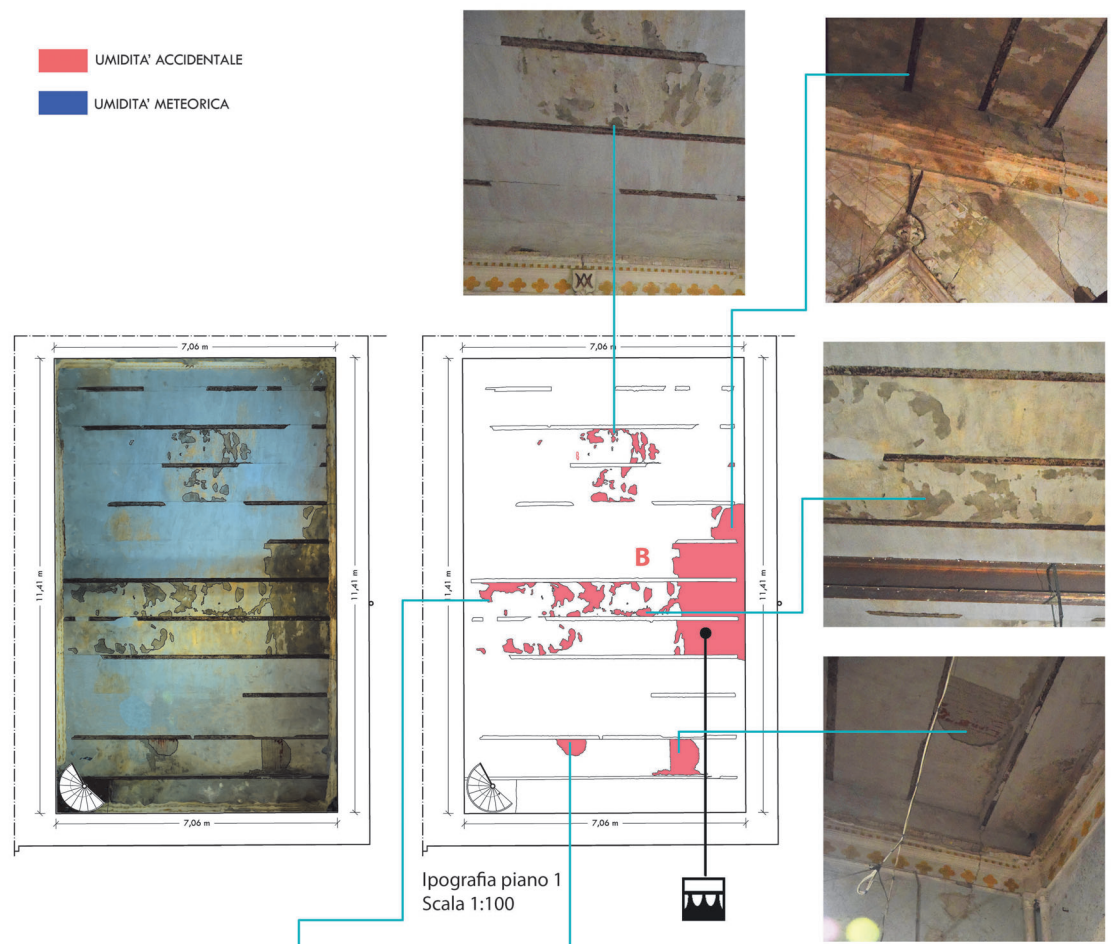 UMIDITA' ACCIDENTALE
UMIDITA' METEORICA
7,06 m
11,41 m
11,41 m
7,06 m
7,06 m
11,41 m
11,41 m
B
7,06 m
Ipografia piano 1
Scala 1:100